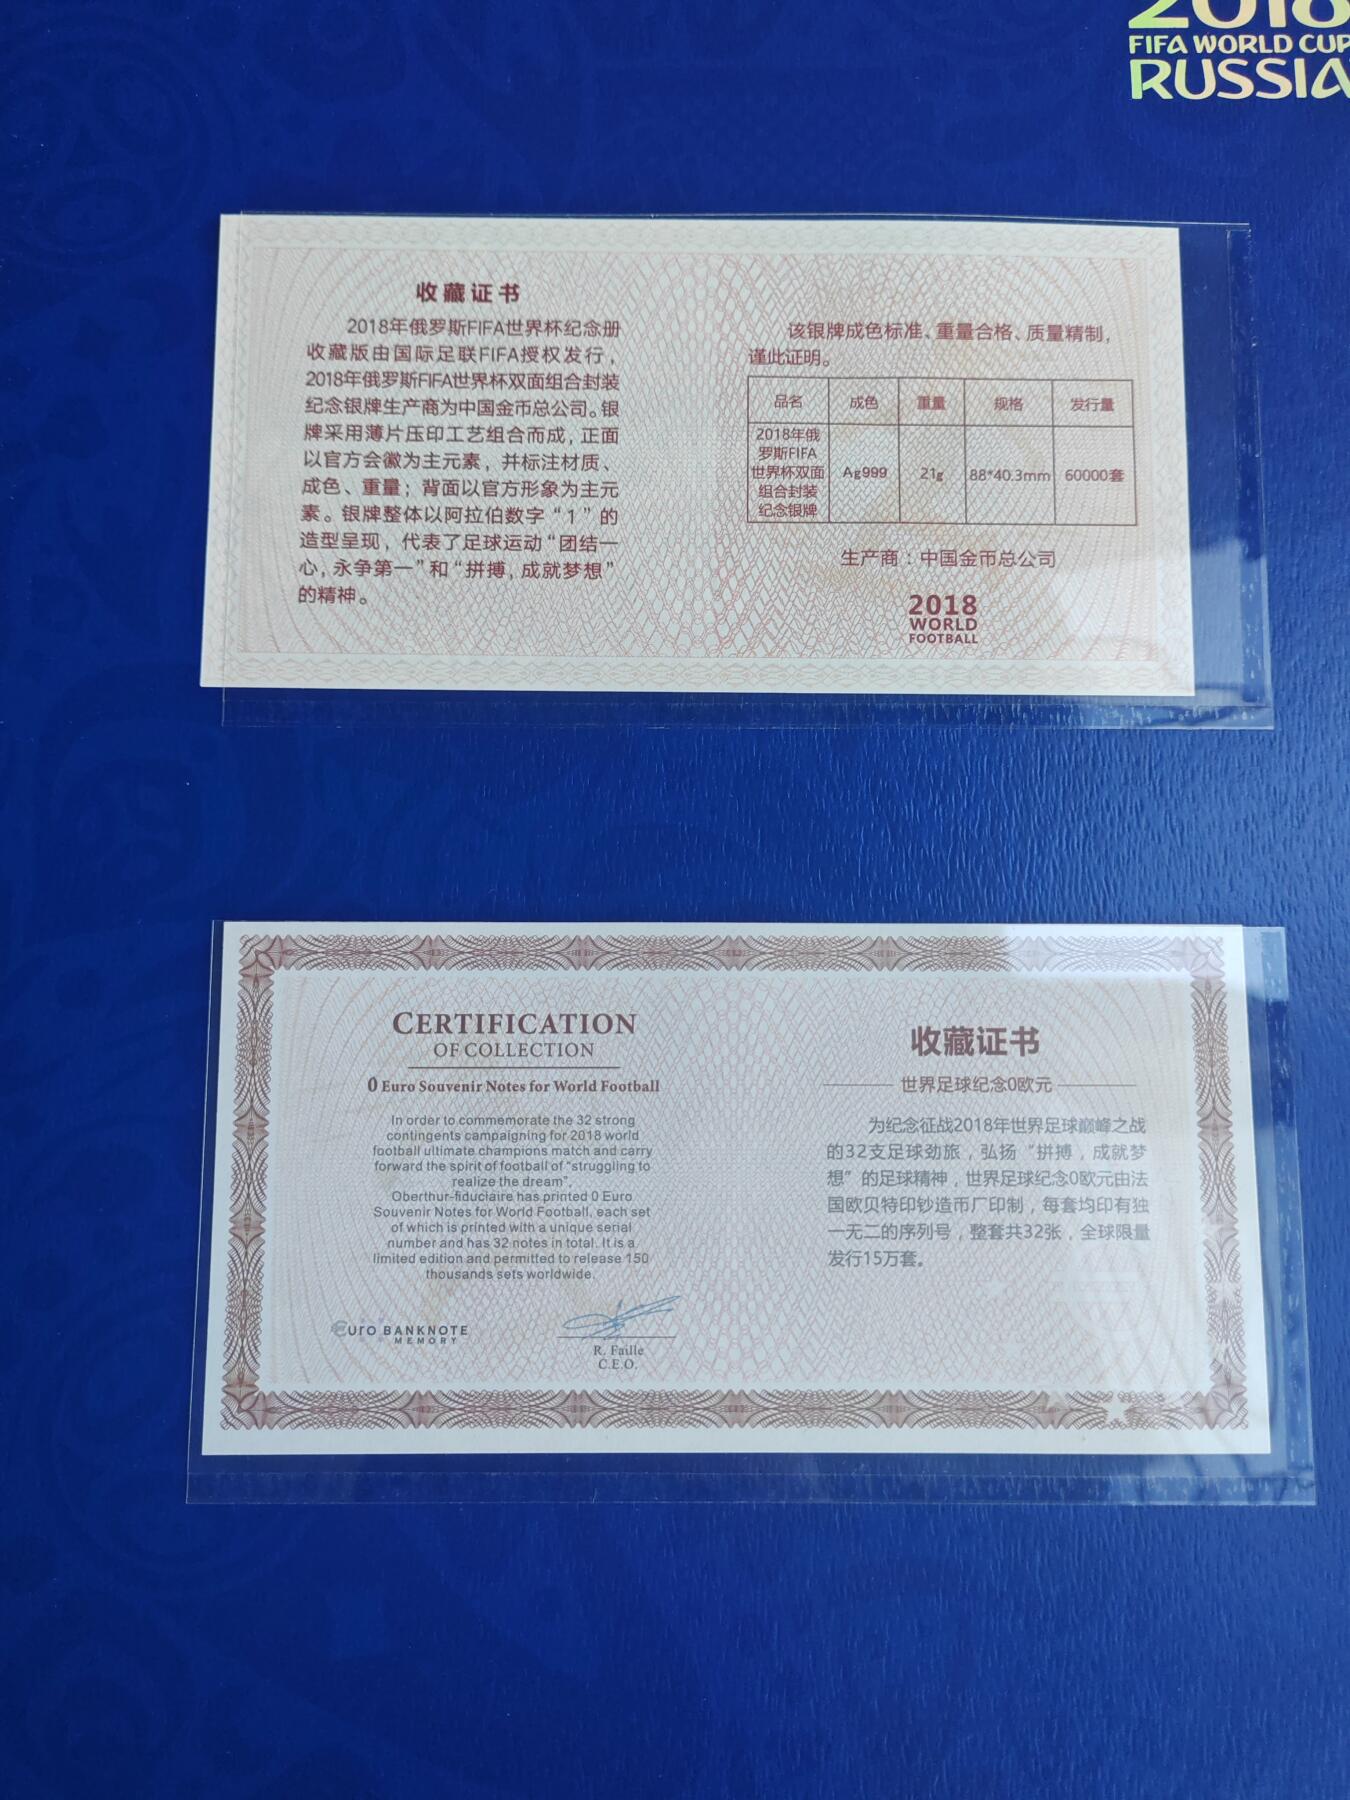 2018
FIFA WORLD CUP
RUSSIA
收藏证书
2018年俄罗斯FIFA世界杯纪念册
收藏版由国际足联FIFA授权发行，
2018年俄罗斯FIFA世界杯双面组合封装
纪念银牌生产商为中国金币总公司。银
牌采用薄片压印工艺组合而成，正面
以官方会徽为主元素，并标注材质、
成色、重量；背面以官方形象为主元
素。银牌整体以阿拉伯数字“1”的
造型呈现，代表了足球运动“团结一
心，永争第一”和“拼搏，成就梦想”
的精神。
该银牌成色标准、重量合格、质量精制，
谨此证明。
品名 成色 重量 规格 发行量
2018年俄
罗斯FIFA
世界杯双面
组合封装
纪念银牌
Ag999 21g 88*40.3mm 60000套
生产商：中国金币总公司
2018
WORLD
FOOTBALL
CERTIFICATION
OF COLLECTION
0 Euro Souvenir Notes for World Football
In order to commemorate the 32 strong
contingents campaigning for 2018 world
football ultimate champions match and carry
forward the spirit of football of "struggling to
realize the dream",
Oberthur-fiduciaire has printed 0 Euro
Souvenir Notes for World Football, each set
of which is printed with a unique serial
number and has 32 notes in total. It is a
limited edition and permitted to release 150
thousands sets worldwide.
Euro BANKNOTE
MEMORY
R. Faille
C.E.O.
收藏证书
世界足球纪念0欧元
为纪念征战2018年世界足球巅峰之战
的32支足球劲旅，弘扬“拼搏，成就梦
想”的足球精神，世界足球纪念0欧元由法
国欧贝特印钞造币厂印制，每套均印有独
一无二的序列号，整套共32张，全球限量
发行15万套。